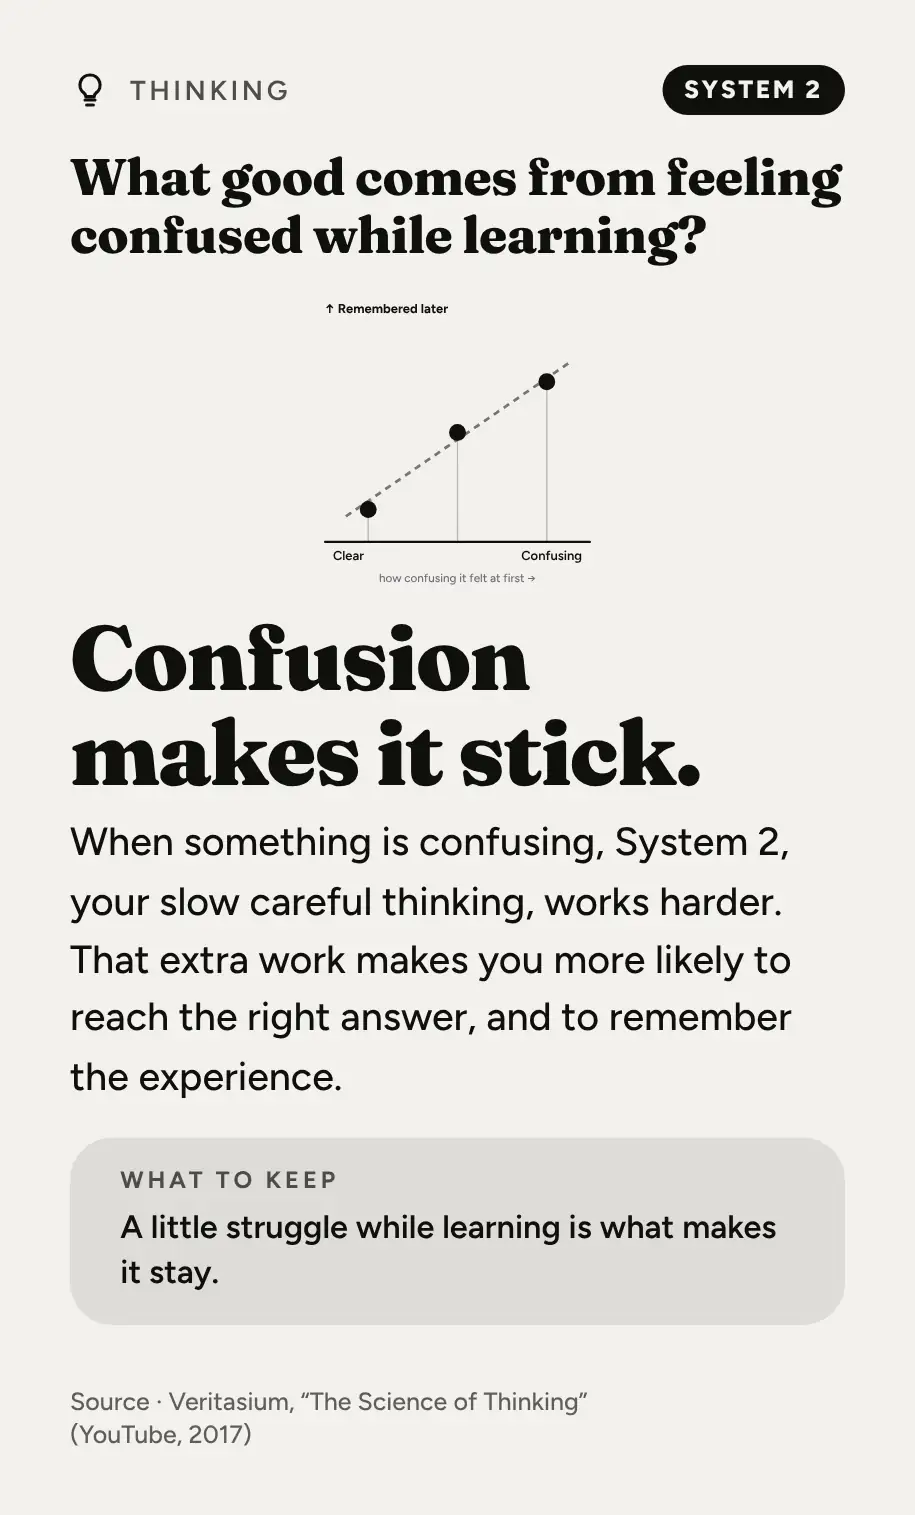 THINKING
SYSTEM 2
What good comes from feeling
confused while learning?
↑ Remembered later
Clear
Confusing
how confusing it felt at first →
Confusion
makes it stick.
When something is confusing, System 2,
your slow careful thinking, works harder.
That extra work makes you more likely to
reach the right answer, and to remember
the experience.
WHAT TO KEEP
A little struggle while learning is what makes
it stay.
Source · Veritasium, “The Science of Thinking”
(YouTube, 2017)